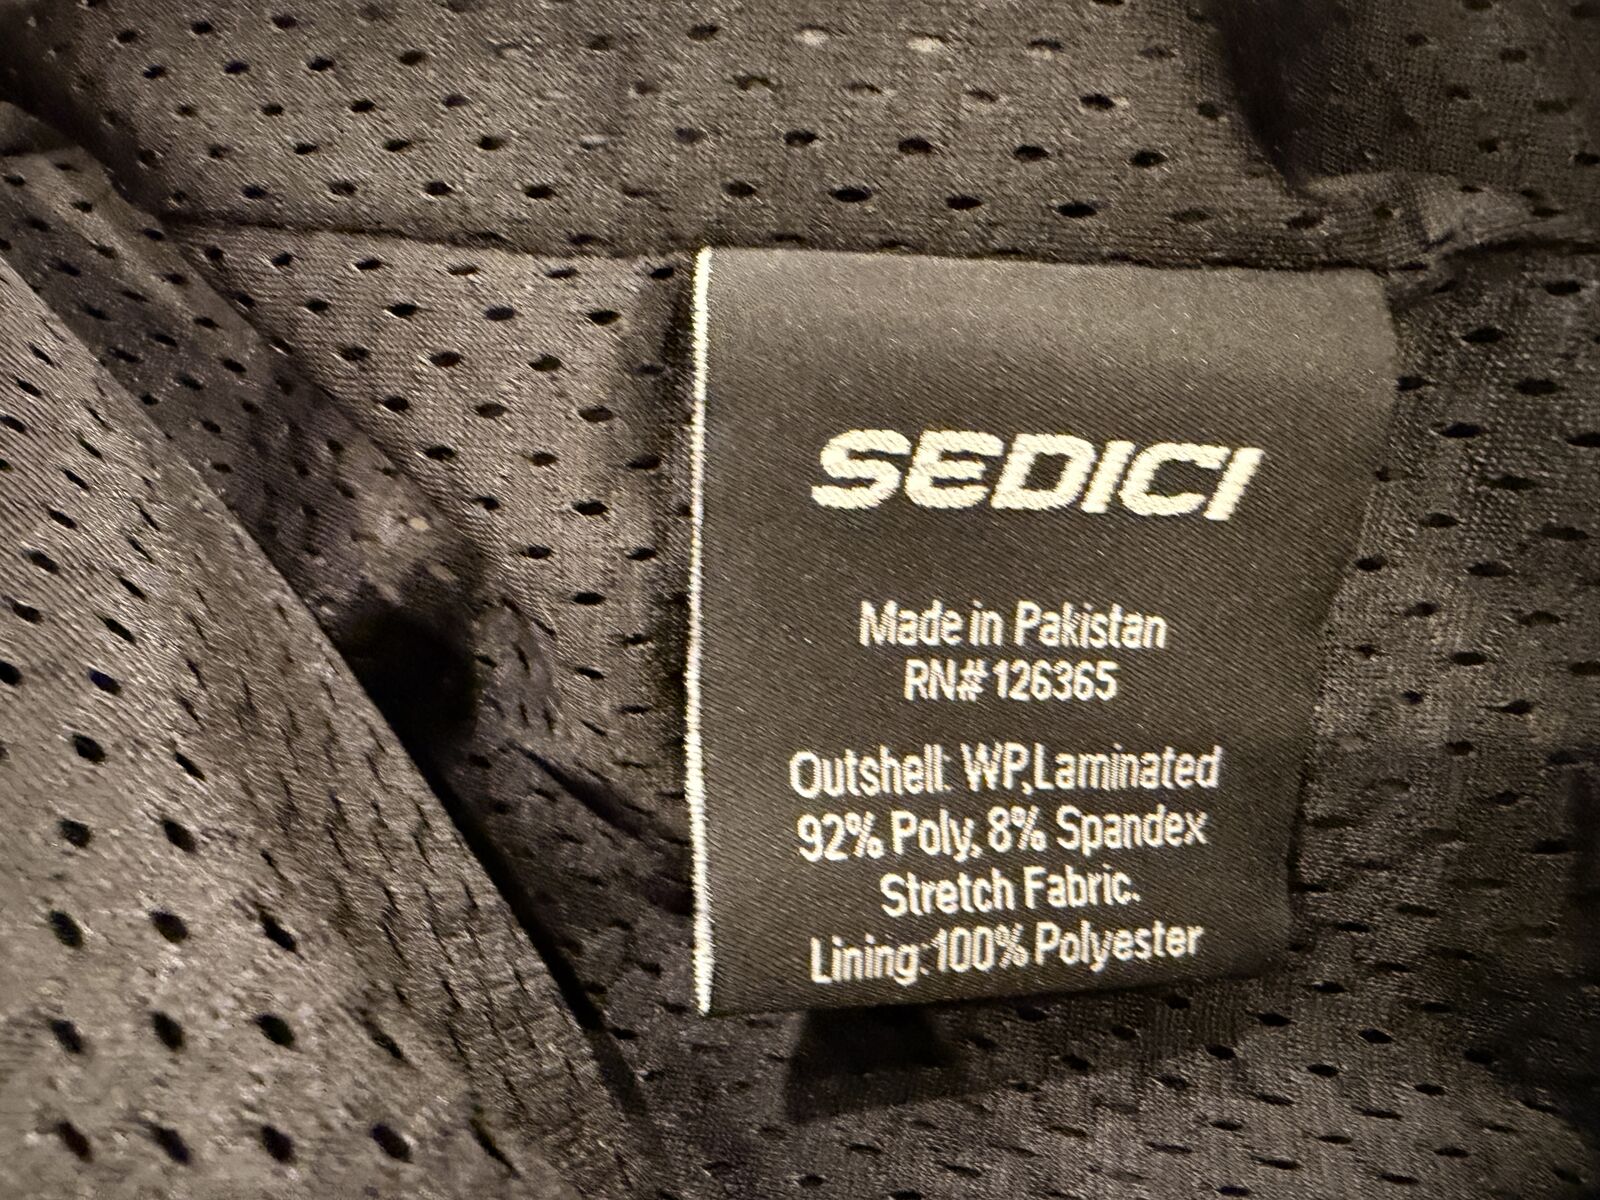 SEDICI
Made in Pakistan
RN# 126365
Outshell: WP,Laminated
92% Poly, 8% Spandex
Stretch Fabric.
Lining:100% Polyester